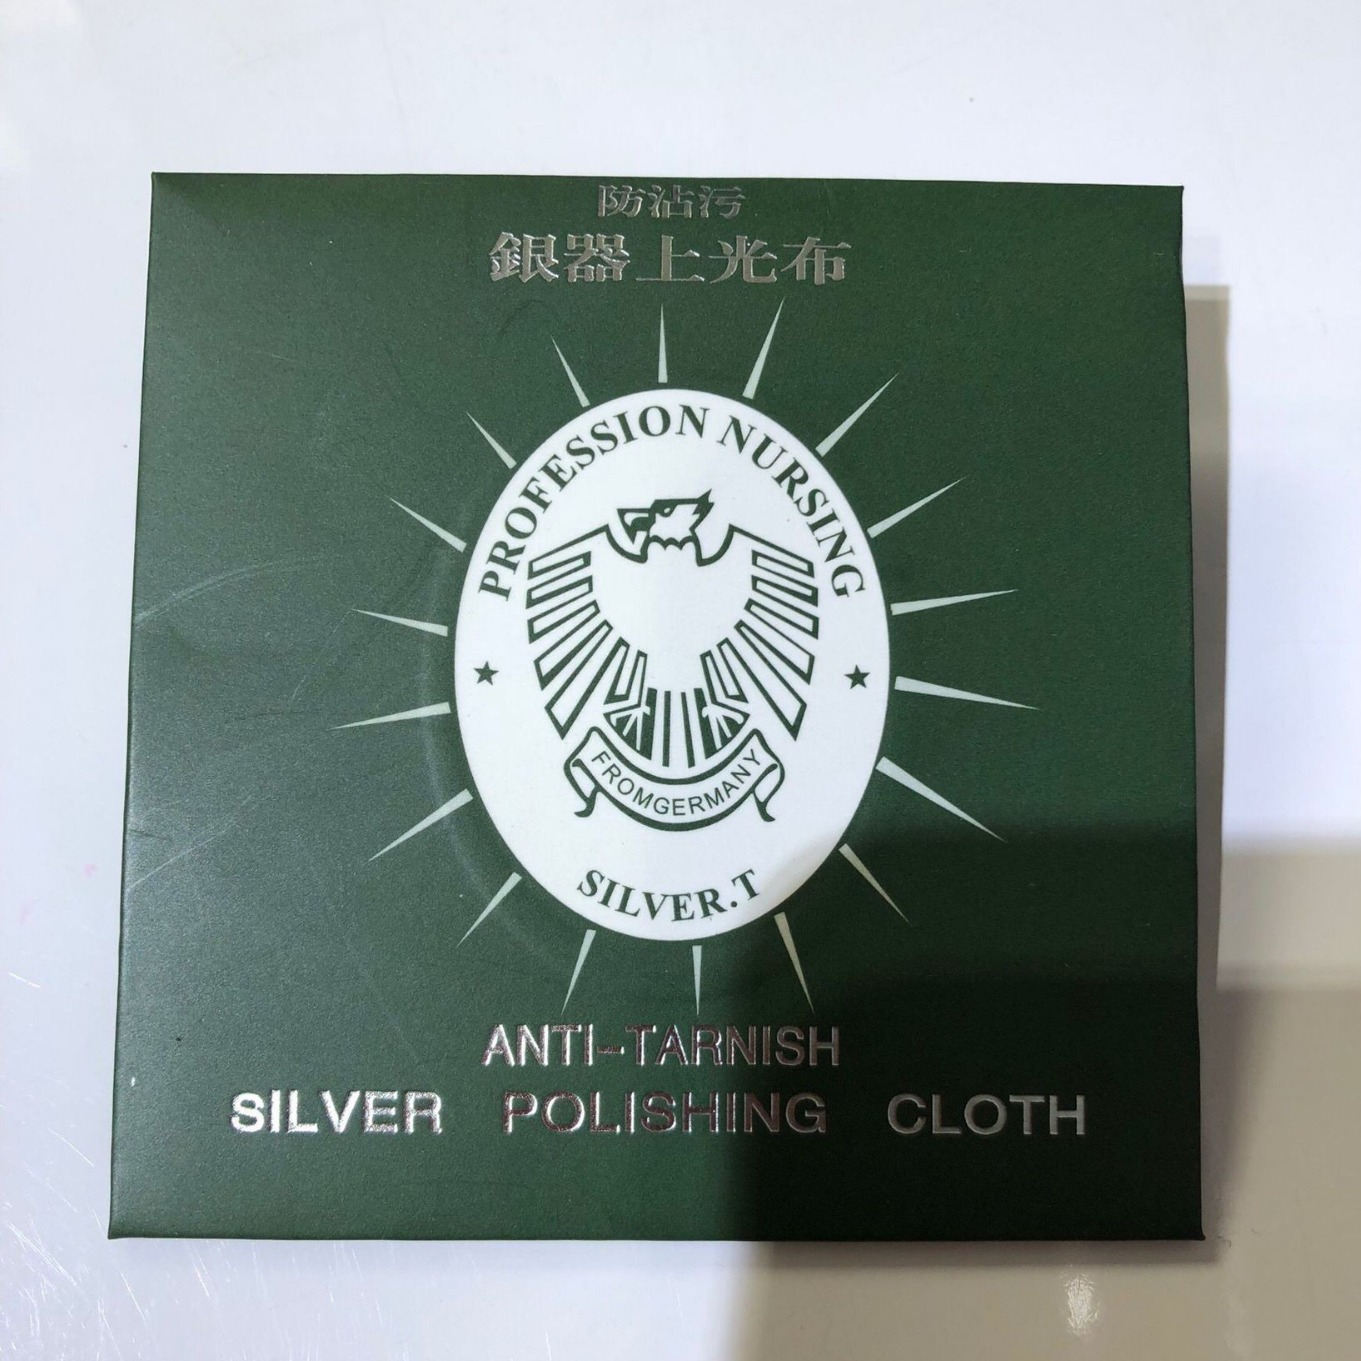 防沾污
銀器上光布
PROFESSION NURSING
FROMGERMANY
SILVER.T
ANTI-TARNISH
SILVER POLISHING CLOTH